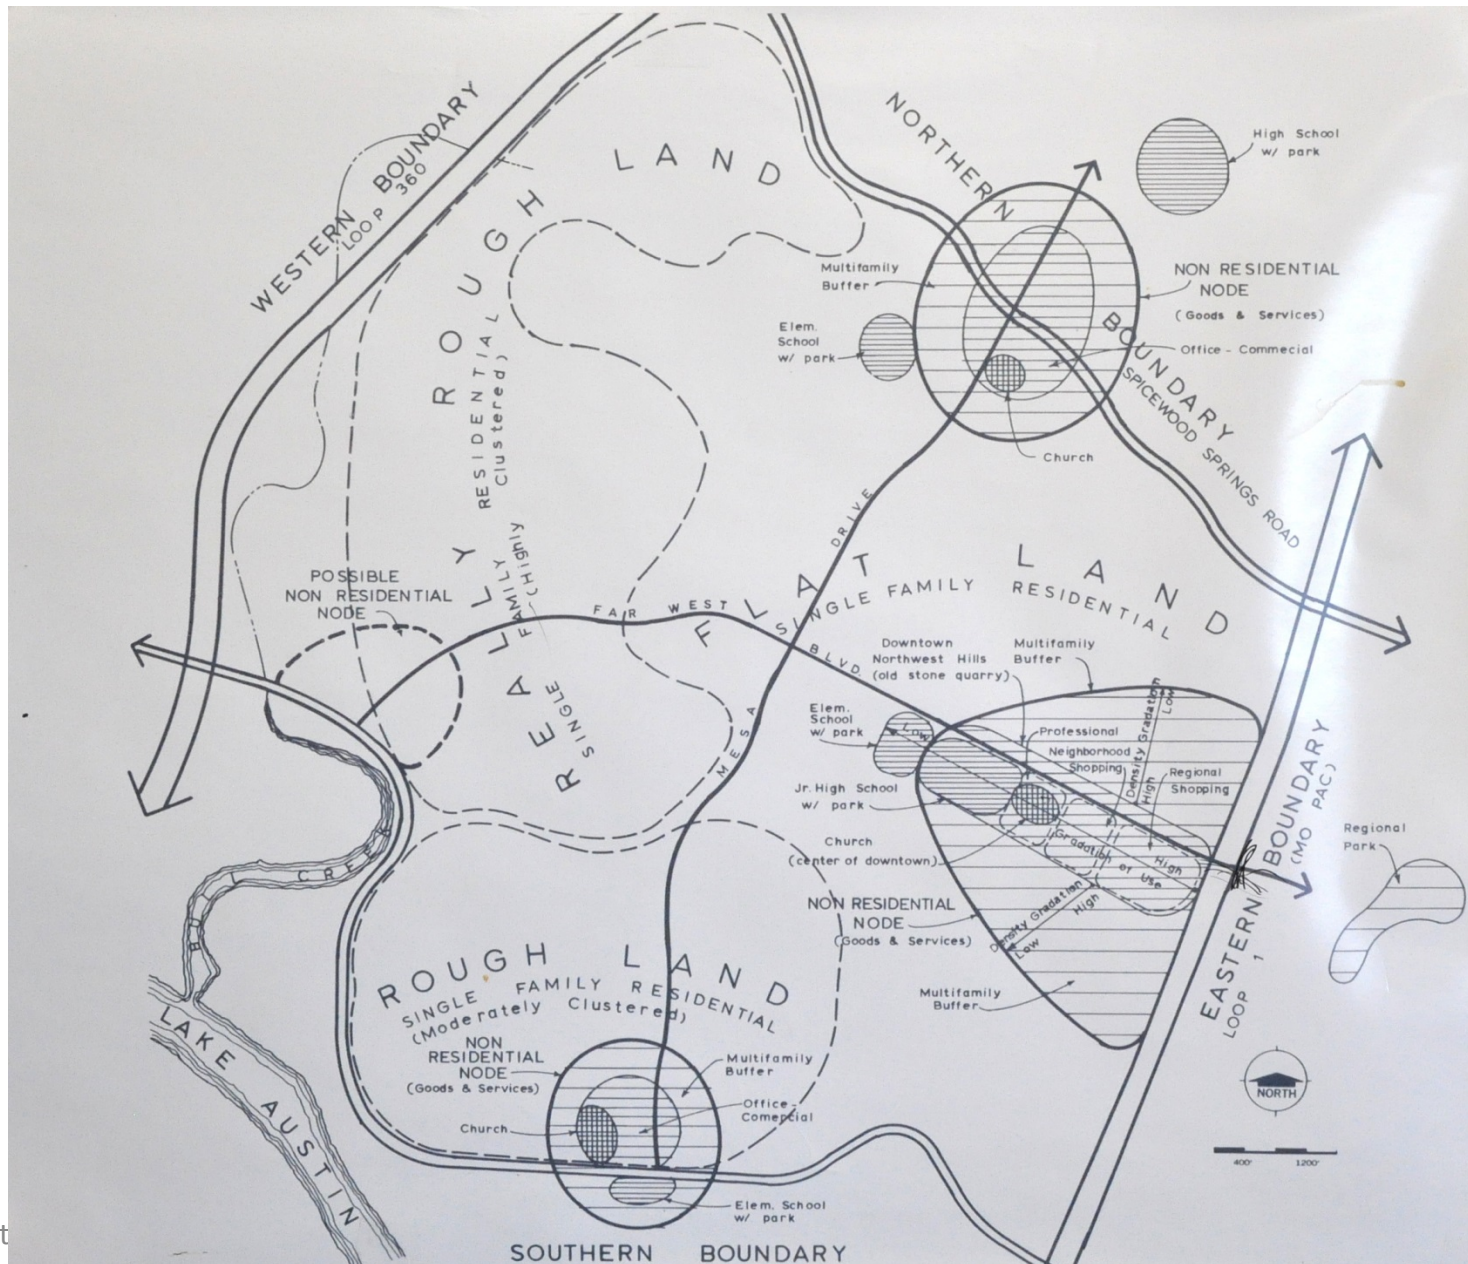 WESTERN BOUNDARY
LOOP 360
NORTHERN
BOUNDARY
SPICEWOOD SPRINGS ROAD
High School
w/ park
ROUGH LAND
REALLY
SINGLE FAMILY RESIDENTIAL
(Highly Clustered)
Multifamily
Buffer
Elem.
School
w/ park
NON RESIDENTIAL
NODE
(Goods & Services)
Office - Commecial
Church
POSSIBLE
NON RESIDENTIAL
NODE
FAR WEST
BLVD.
MESA
DRIVE
FLAT LAND
SINGLE FAMILY RESIDENTIAL
Downtown
Northwest Hills
(old stone quarry)
Multifamily
Buffer
Elem.
School
w/ park
Low
Professional
Neighborhood
Shopping
Density Gradation
Low
High
Regional
Shopping
Jr. High School
w/ park
Church
(center of downtown)
Gradation of Use
High
Density Gradation
High
Low
NON RESIDENTIAL
NODE
(Goods & Services)
Multifamily
Buffer
EASTERN BOUNDARY
LOOP 1
(MO PAC)
Regional
Park
BULL CREEK
LAKE AUSTIN
ROUGH LAND
SINGLE FAMILY RESIDENTIAL
(Moderately Clustered)
NON
RESIDENTIAL
NODE
(Goods & Services)
Multifamily
Buffer
Office -
Comercial
Church
Elem. School
w/ park
NORTH
400' 1200'
SOUTHERN BOUNDARY
t